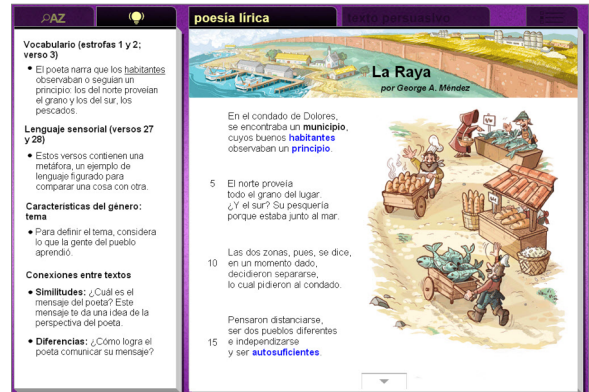 AZ
poesía lírica
texto persuasivo
Vocabulario (estrofas 1 y 2;
verso 3)
• El poeta narra que los habitantes
observaban o seguían un
principio: los del norte proveían
el grano y los del sur, los
pescados.
Lenguaje sensorial (versos 27
y 28)
• Estos versos contienen una
metáfora, un ejemplo de
lenguaje figurado para
comparar una cosa con otra.
Características del género:
tema
• Para definir el tema, considera
lo que la gente del pueblo
aprendió.
Conexiones entre textos
• Similitudes: ¿Cuál es el
mensaje del poeta? Este
mensaje te da una idea de la
perspectiva del poeta.
• Diferencias: ¿Cómo logra el
poeta comunicar su mensaje?
La Raya
por George A. Méndez
En el condado de Dolores,
se encontraba un municipio,
cuyos buenos habitantes
observaban un principio.
5 El norte proveía
todo el grano del lugar.
¿Y el sur? Su pesquería
porque estaba junto al mar.
Las dos zonas, pues, se dice,
10 en un momento dado,
decidieron separarse,
lo cual pidieron al condado.
Pensaron distanciarse,
ser dos pueblos diferentes
15 e independizarse
y ser autosuficientes.